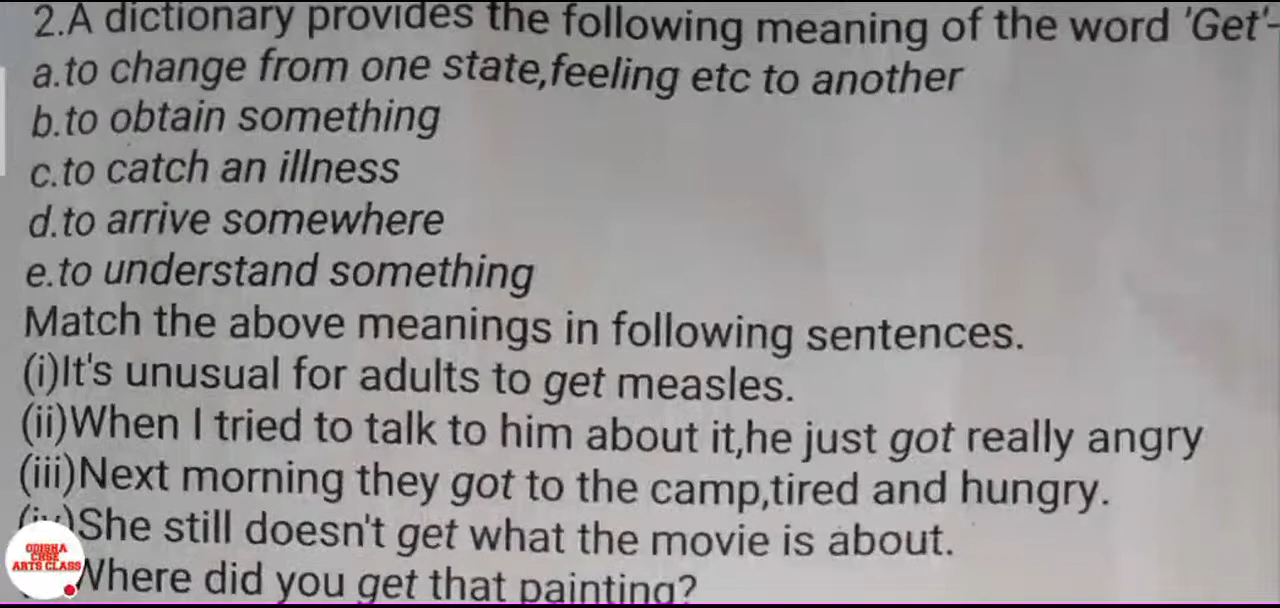 2.A dictionary provides the following meaning of the word 'Get'-
a.to change from one state,feeling etc to another
b.to obtain something
c.to catch an illness
d.to arrive somewhere
e.to understand something
Match the above meanings in following sentences.
(i)It's unusual for adults to get measles.
(ii)When I tried to talk to him about it,he just got really angry
(iii)Next morning they got to the camp,tired and hungry.
(iv)She still doesn't get what the movie is about.
Where did you get that painting?
ODISHA
CHSE
ARTS CLASS